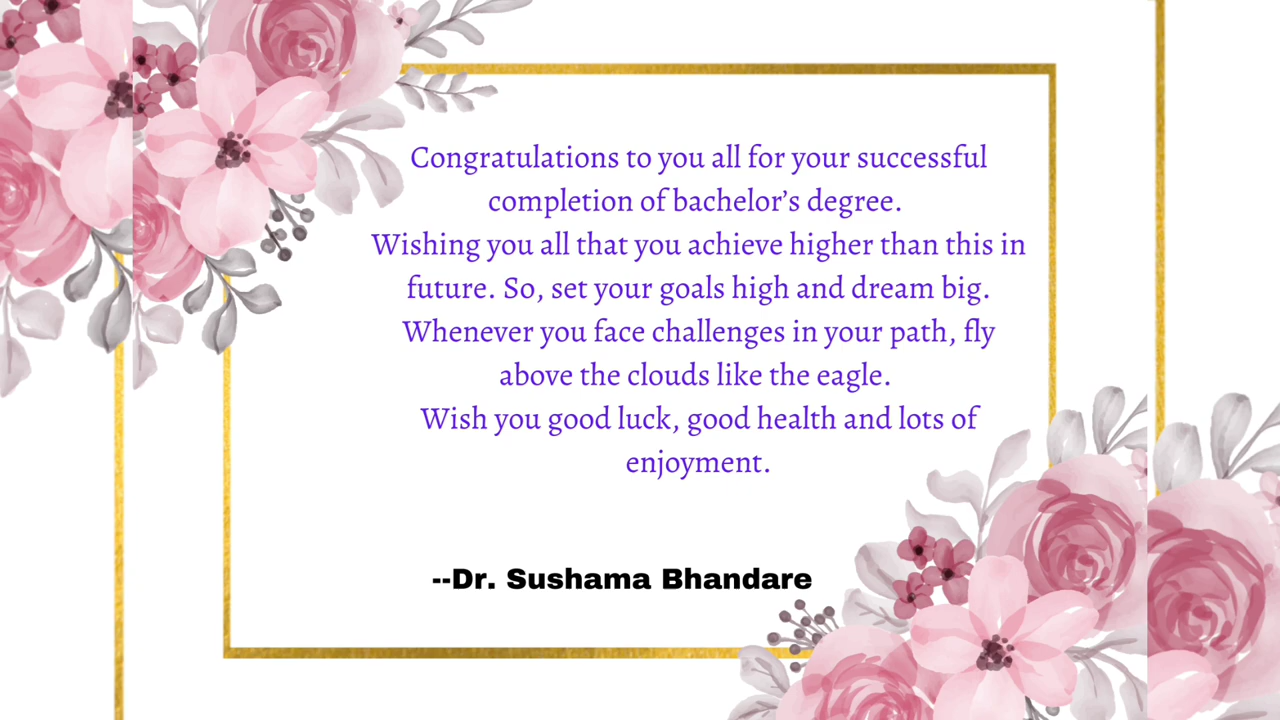 Congratulations to you all for your successful
completion of bachelor’s degree.
Wishing you all that you achieve higher than this in
future. So, set your goals high and dream big.
Whenever you face challenges in your path, fly
above the clouds like the eagle.
Wish you good luck, good health and lots of
enjoyment.
--Dr. Sushama Bhandare